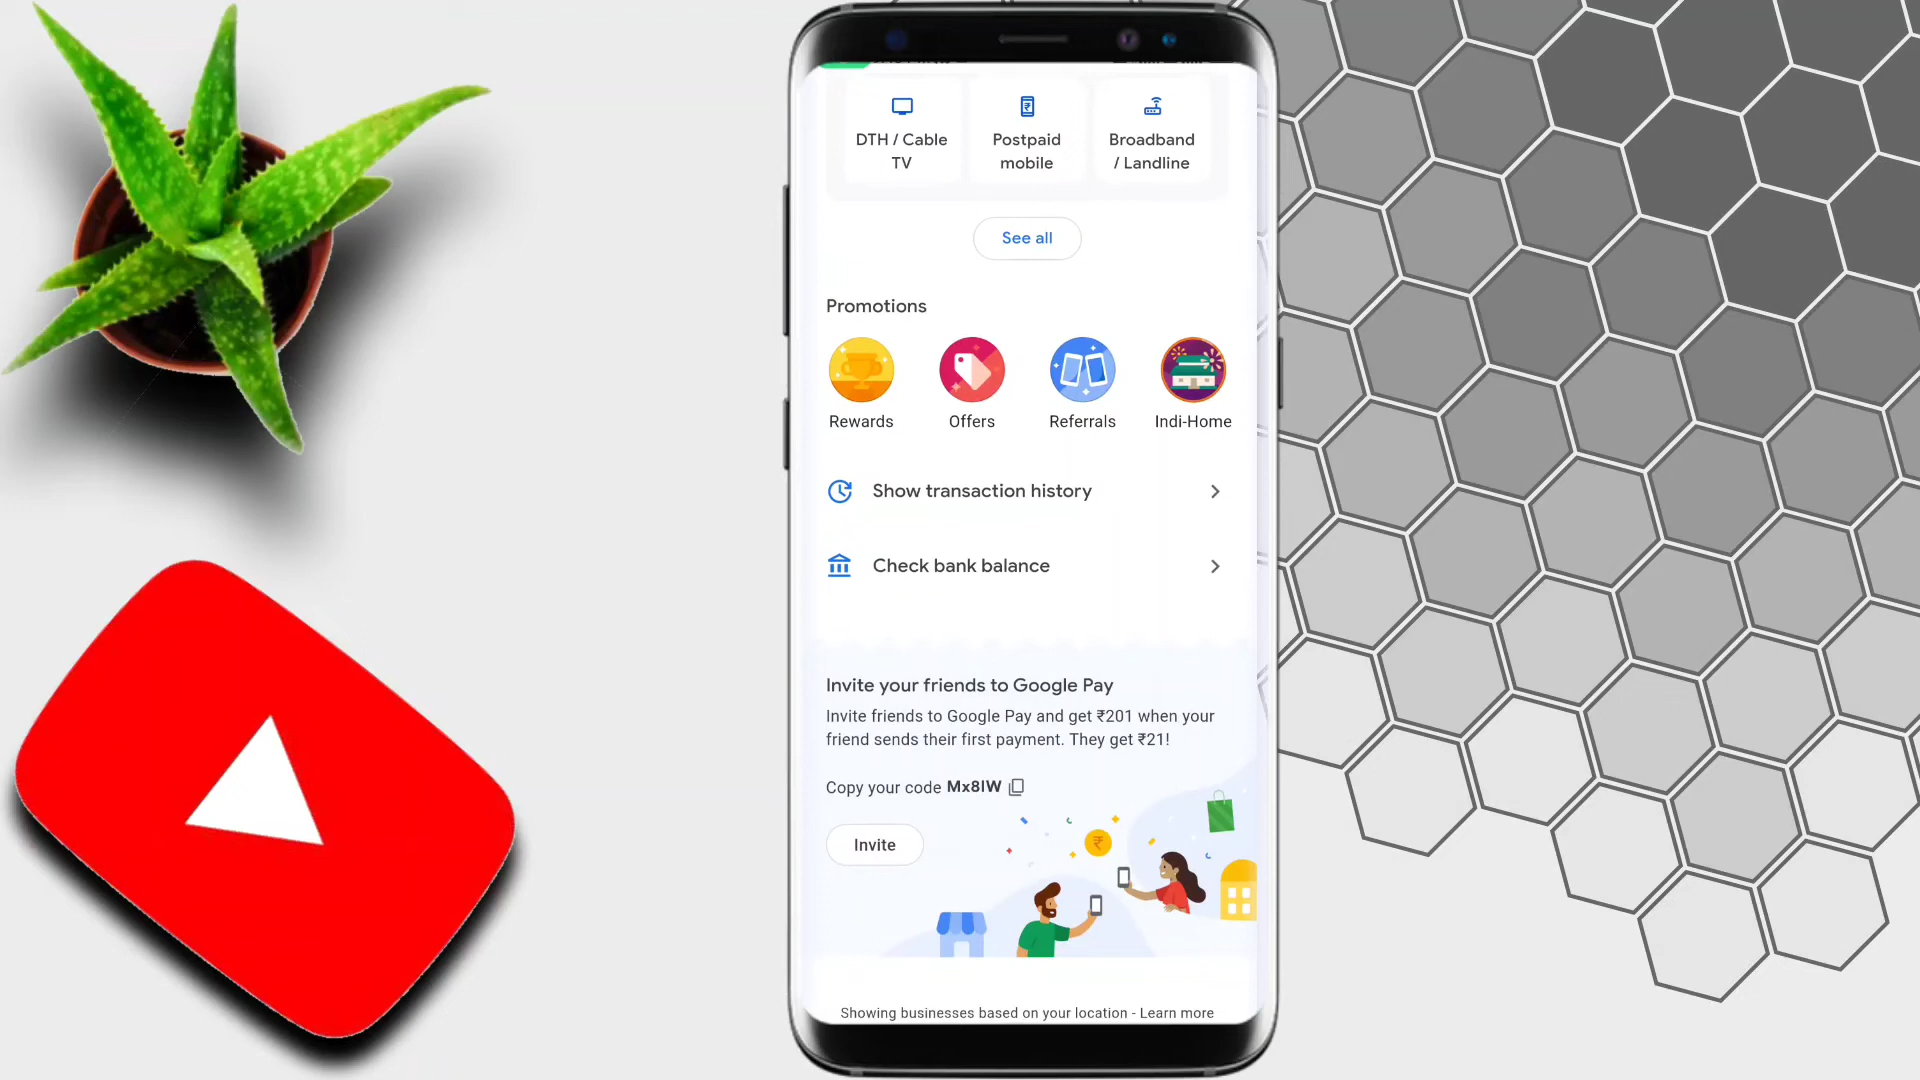 DTH / Cable
TV
Postpaid
mobile
Broadband
/ Landline
See all
Promotions
Rewards
Offers
Referrals
Indi-Home
Show transaction history
Check bank balance
Invite your friends to Google Pay
Invite friends to Google Pay and get ₹201 when your
friend sends their first payment. They get ₹21!
Copy your code Mx8IW
Invite
Showing businesses based on your location - Learn more